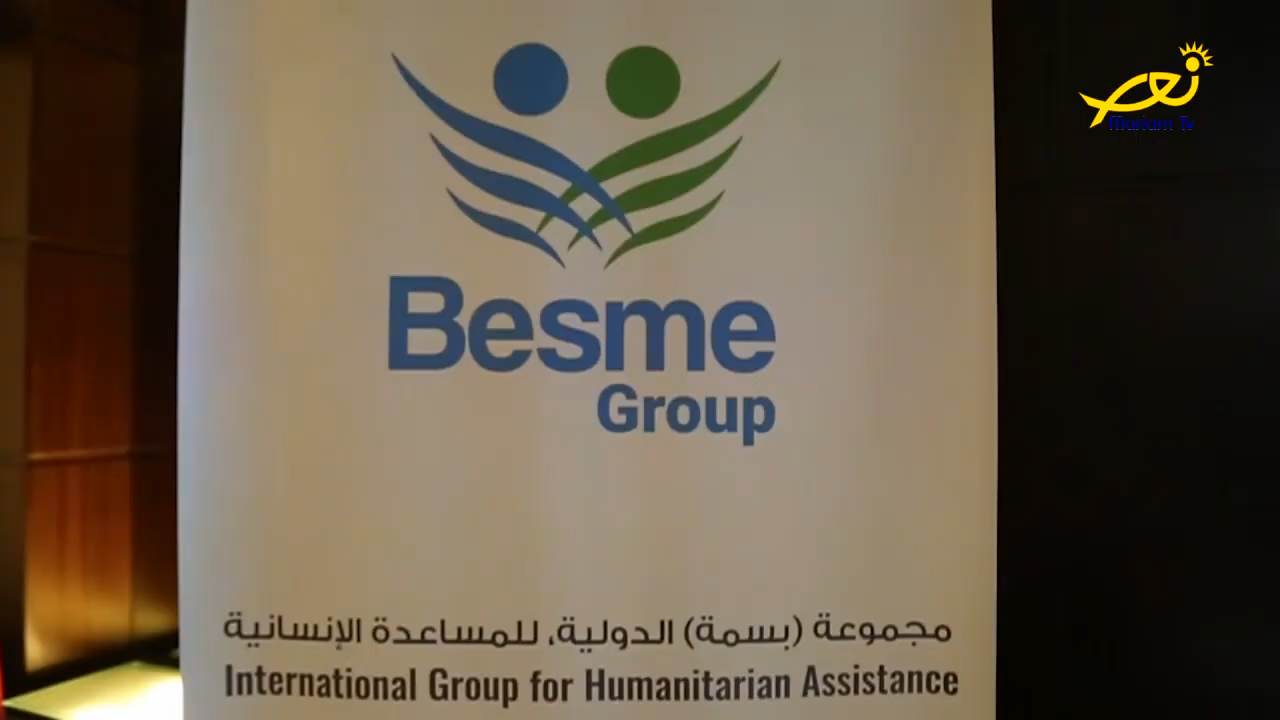 Mariam Tv
Besme
Group
مجموعة (بسمة) الدولية، للمساعدة الإنسانية
International Group for Humanitarian Assistance